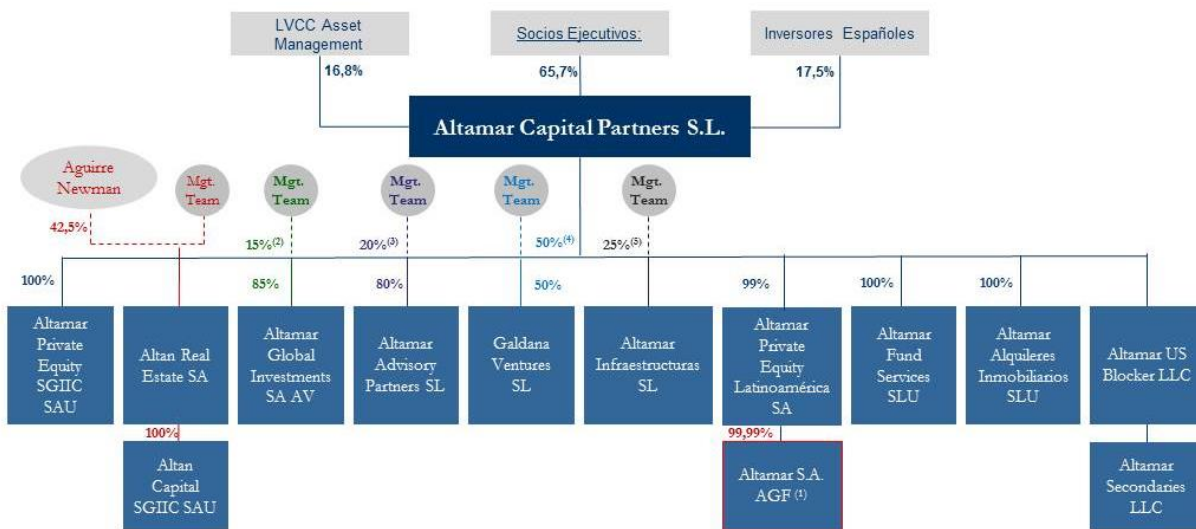 LVCC Asset
Management
Socios Ejecutivos:
Inversores Españoles
16,8%
65,7%
17,5%
Altamar Capital Partners S.L.
Aguirre
Newman
Mgt.
Team
Mgt.
Team
Mgt.
Team
Mgt.
Team
Mgt.
Team
42,5%
15%(2)
20%(3)
50%(4)
25%(5)
100%
85%
80%
50%
99%
100%
100%
Altamar
Private
Equity
SGIIC
SAU
Altan Real
Estate SA
Altamar
Global
Investments
SA AV
Altamar
Advisory
Partners SL
Galdana
Ventures
SL
Altamar
Infraestructuras
SL
Altamar
Private
Equity
Latinoamérica
SA
Altamar
Fund
Services
SLU
Altamar
Alquileres
Inmobiliarios
SLU
Altamar US
Blocker LLC
100%
99,99%
Altan
Capital
SGIIC SAU
Altamar S.A.
AGF (1)
Altamar
Secondaries
LLC